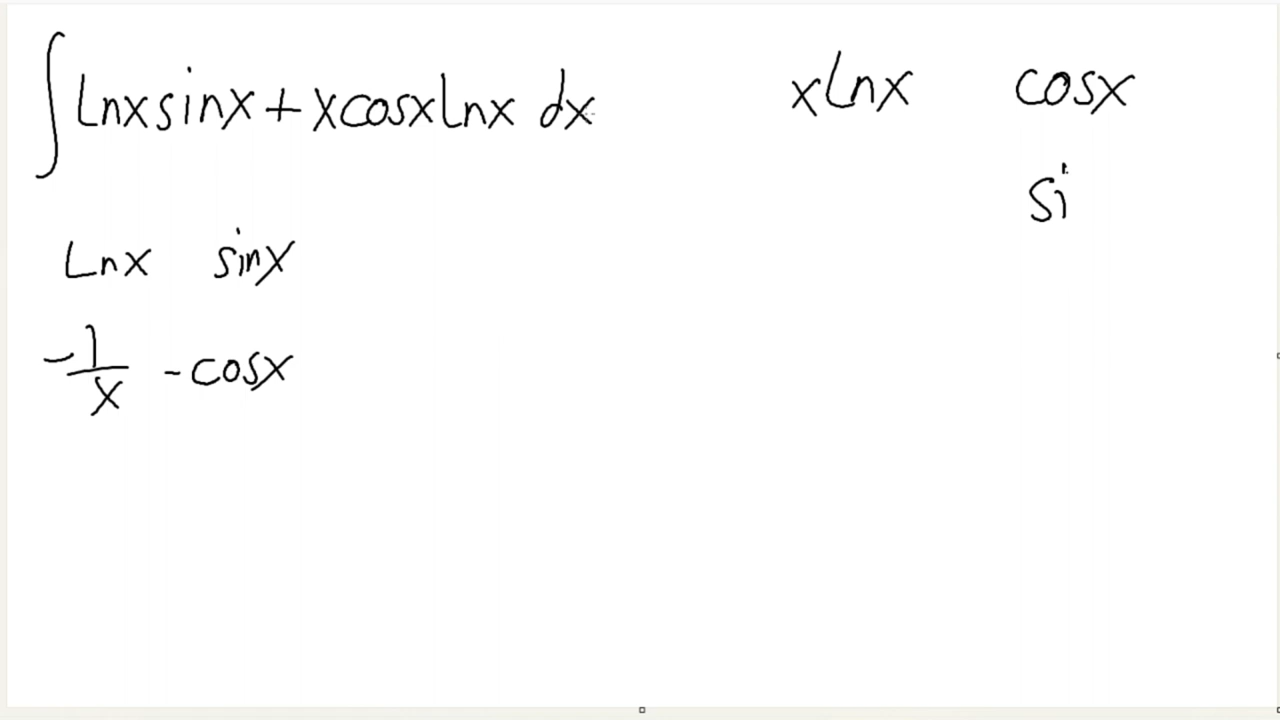 ∫ Lnxsinx + xcosxlnx dx
xlnx cosx
si
Lnx sinx
-1/x -cosx